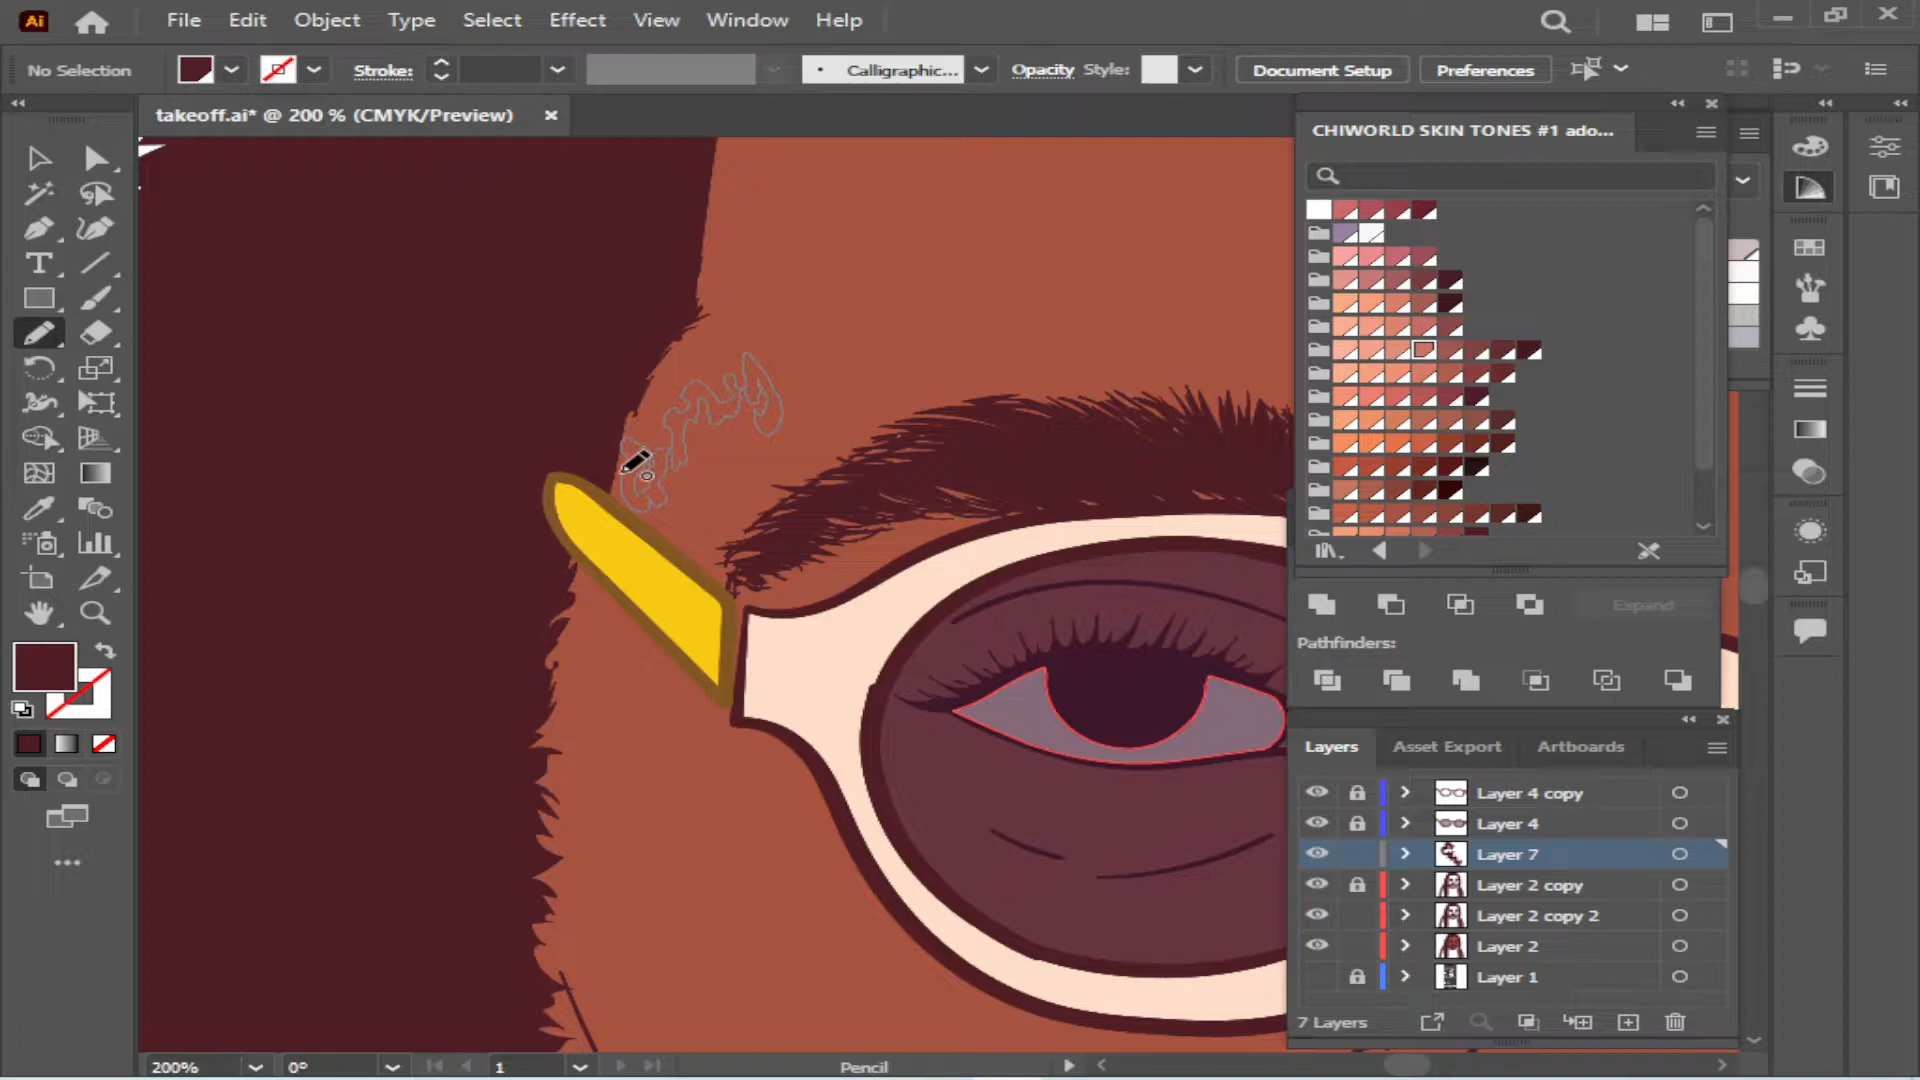 Ai File Edit Object Type Select Effect View Window Help
No Selection Stroke: Calligraphic... Opacity Style: Document Setup Preferences
takeoff.ai* @ 200 % (CMYK/Preview)
CHIWORLD SKIN TONES #1 ado...
Expand
Pathfinders:
Layers Asset Export Artboards
Layer 4 copy
Layer 4
Layer 7
Layer 2 copy
Layer 2 copy 2
Layer 2
Layer 1
7 Layers
200% 0° 1 Pencil